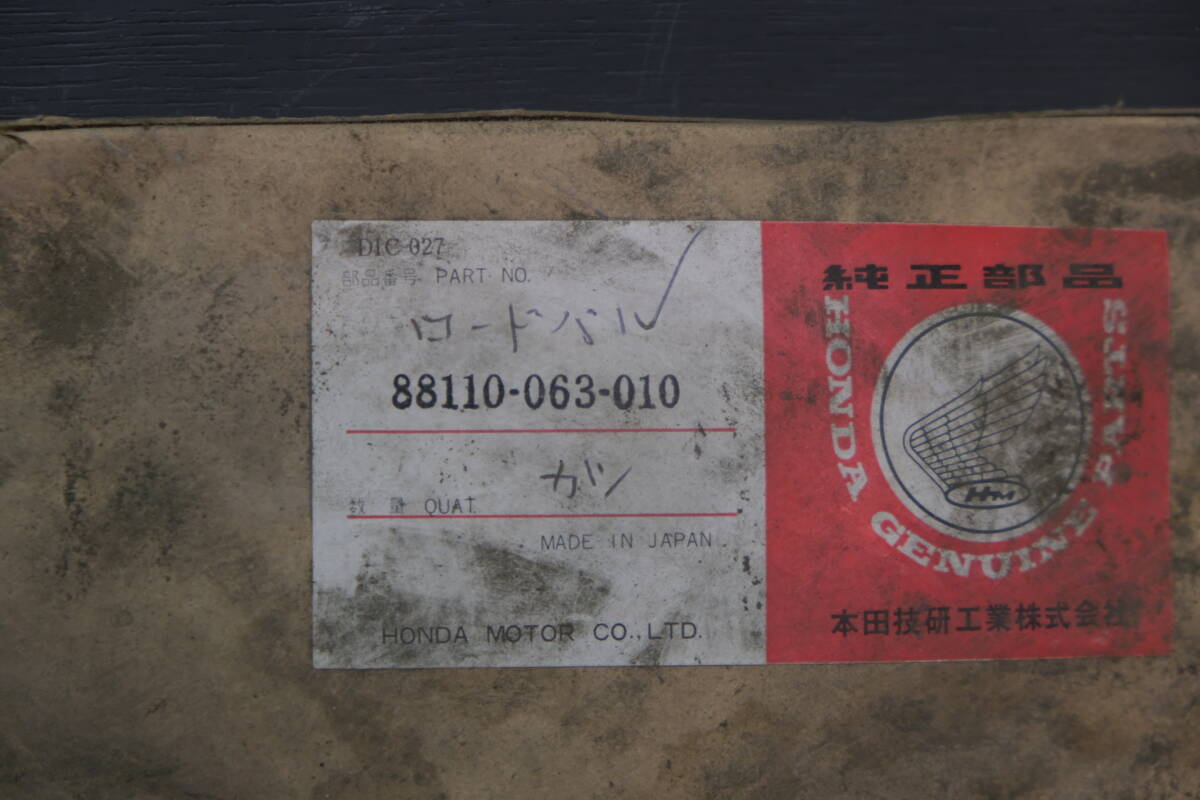 DIC-027
部品番号 PART NO.
ロードパル
88110-063-010
数量 QUAT.
MADE IN JAPAN
HONDA MOTOR CO.,LTD.
純正部品
HONDA GENUINE PARTS
HM
本田技研工業株式会社